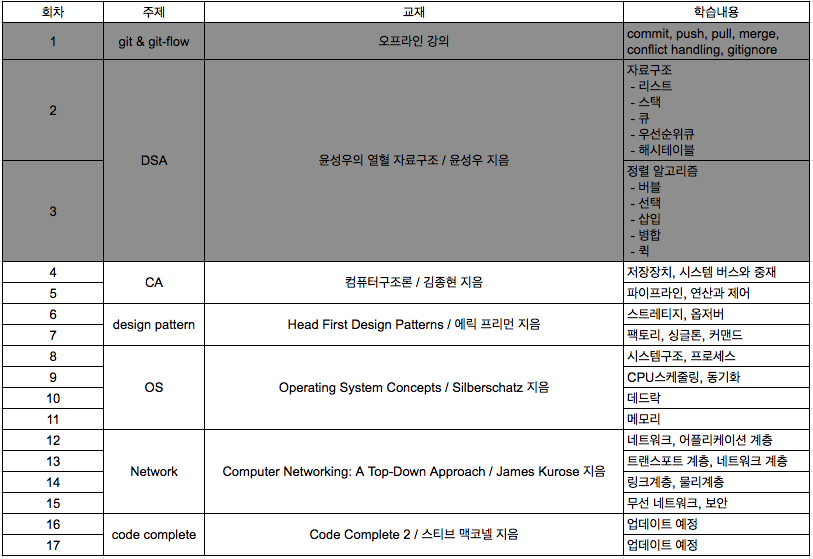 회차 주제 교재 학습내용
1 git & git-flow 오프라인 강의 commit, push, pull, merge,
conflict handling, gitignore
2 자료구조
- 리스트
- 스택
- 큐
- 우선순위큐
- 해시테이블
DSA 윤성우의 열혈 자료구조 / 윤성우 지음
3 정렬 알고리즘
- 버블
- 선택
- 삽입
- 병합
- 퀵
4 저장장치, 시스템 버스와 중재
CA 컴퓨터구조론 / 김종현 지음
5 파이프라인, 연산과 제어
6 스트레티지, 옵저버
design pattern Head First Design Patterns / 에릭 프리먼 지음
7 팩토리, 싱글톤, 커맨드
8 시스템구조, 프로세스
9 CPU스케줄링, 동기화
OS Operating System Concepts / Silberschatz 지음
10 데드락
11 메모리
12 네트워크, 어플리케이션 계층
13 트랜스포트 계층, 네트워크 계층
Network Computer Networking: A Top-Down Approach / James Kurose 지음
14 링크계층, 물리계층
15 무선 네트워크, 보안
16 업데이트 예정
code complete Code Complete 2 / 스티브 맥코넬 지음
17 업데이트 예정